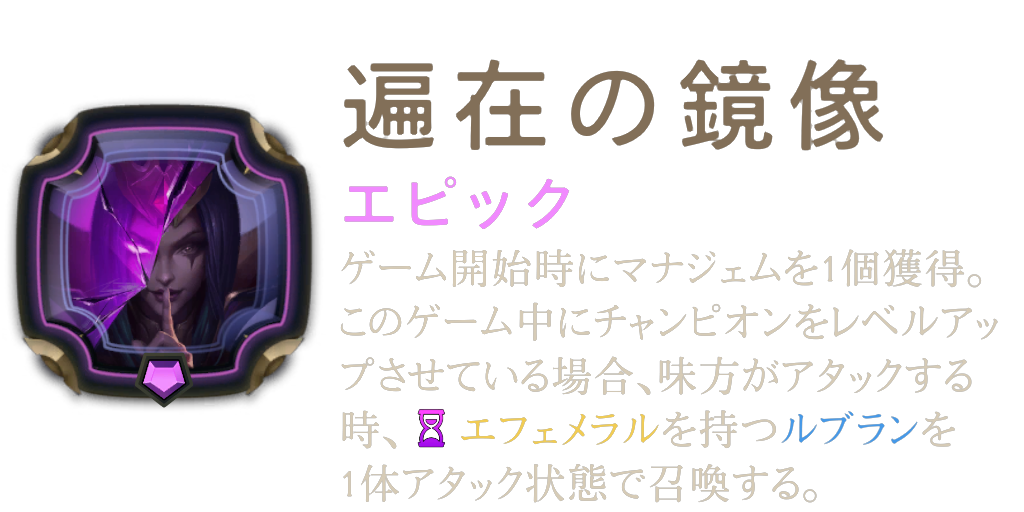 遍在の鏡像
エピック
ゲーム開始時にマナジェムを1個獲得。
このゲーム中にチャンピオンをレベルアッ
プさせている場合、味方がアタックする
時、エフェメラルを持つルブランを
1体アタック状態で召喚する。